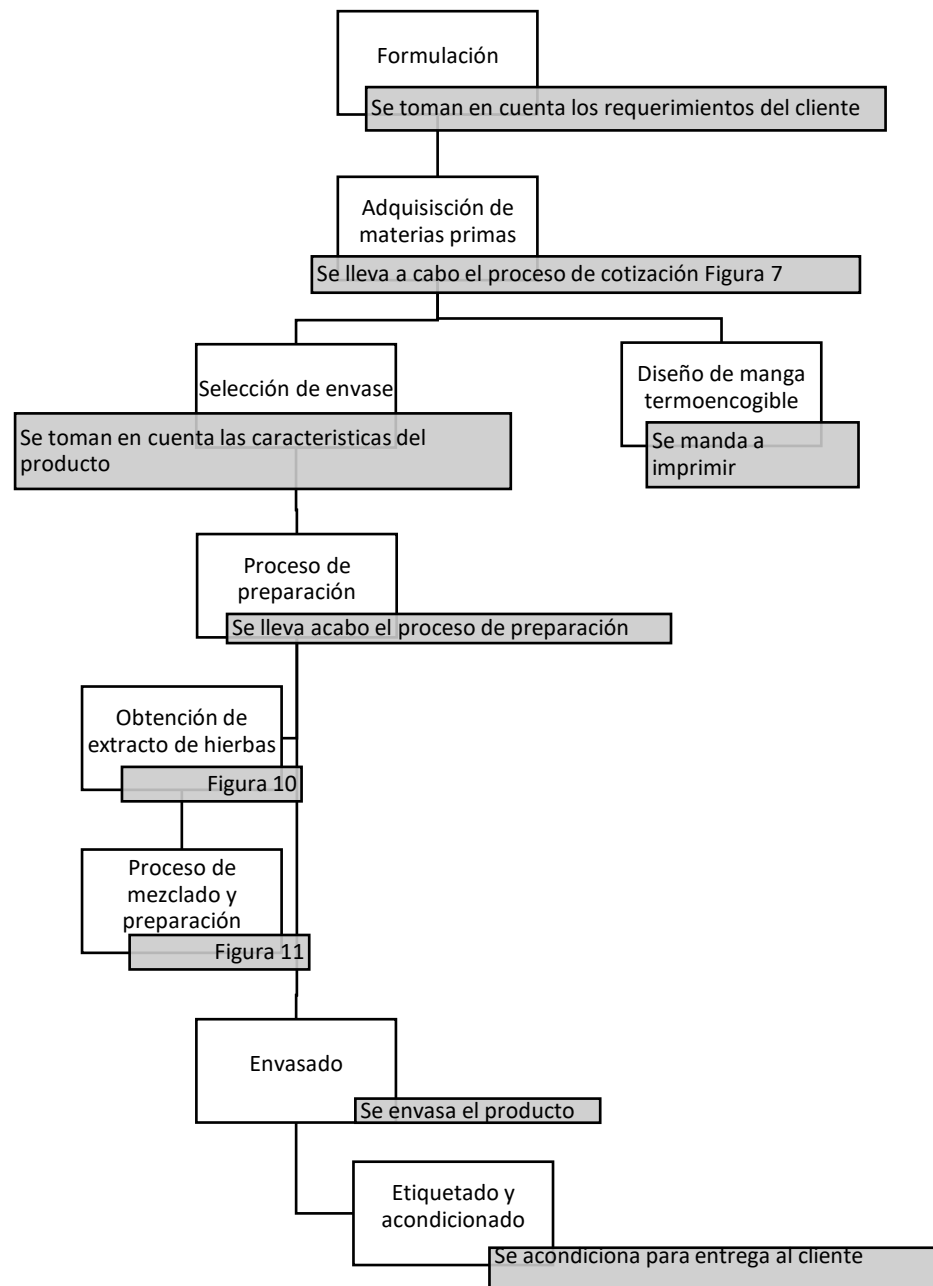 Formulación
Se toman en cuenta los requerimientos del cliente
Adquisisción de
materias primas
Se lleva a cabo el proceso de cotización Figura 7
Selección de envase
Se toman en cuenta las caracteristicas del
producto
Diseño de manga
termoencogible
Se manda a
imprimir
Proceso de
preparación
Se lleva acabo el proceso de preparación
Obtención de
extracto de hierbas
Figura 10
Proceso de
mezclado y
preparación
Figura 11
Envasado
Se envasa el producto
Etiquetado y
acondicionado
Se acondiciona para entrega al cliente